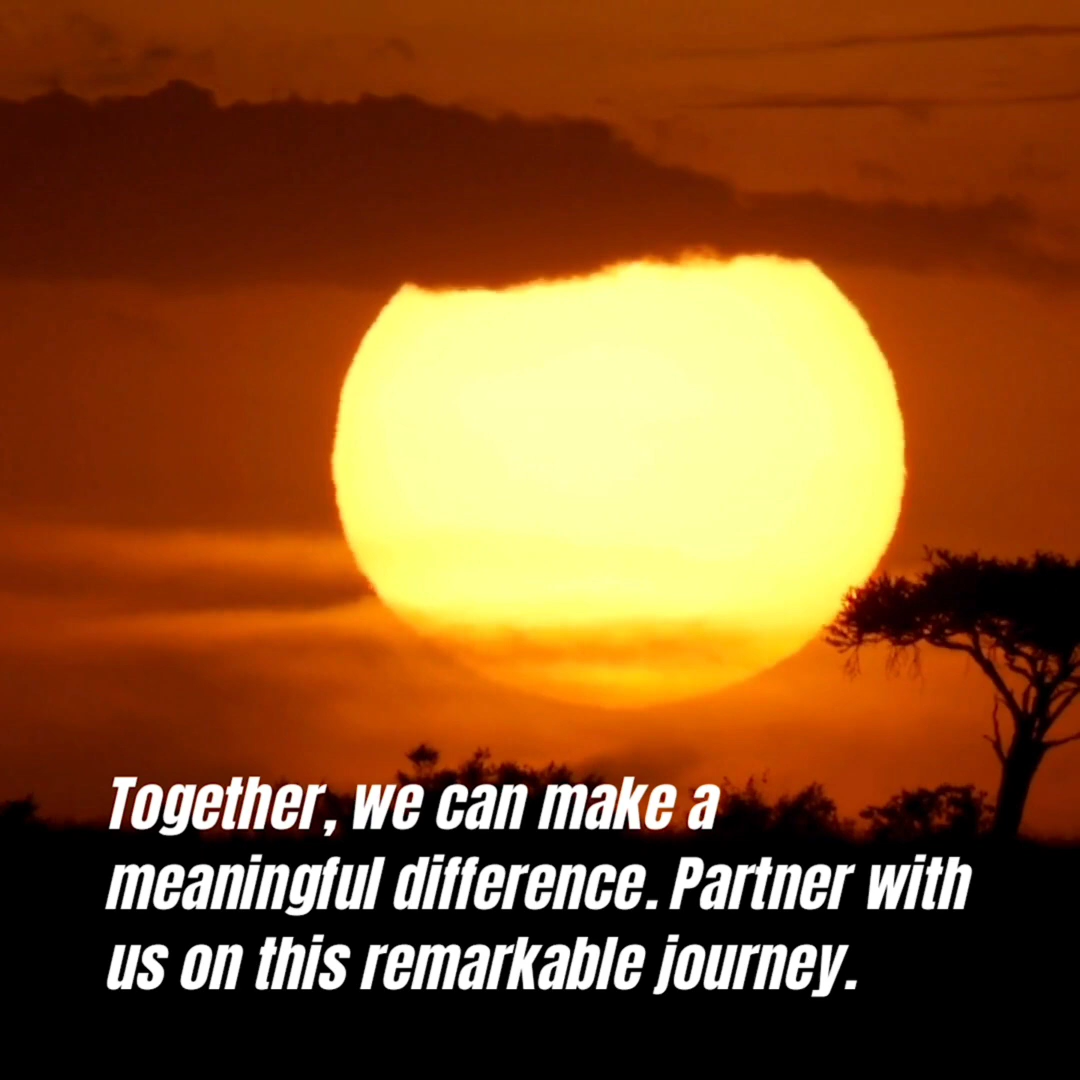 Together, we can make a
meaningful difference. Partner with
us on this remarkable journey.